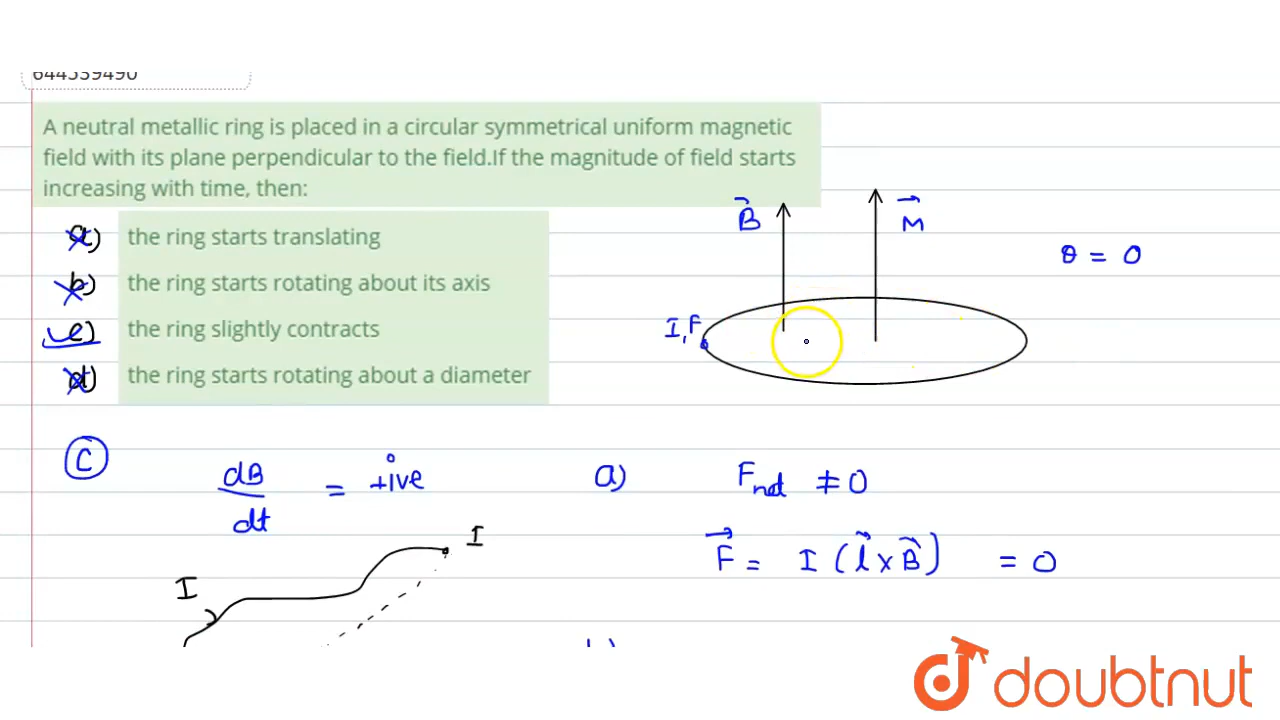 644539490
A neutral metallic ring is placed in a circular symmetrical uniform magnetic
field with its plane perpendicular to the field.If the magnitude of field starts
increasing with time, then:
a) the ring starts translating
b) the ring starts rotating about its axis
c) the ring slightly contracts
d) the ring starts rotating about a diameter
B M
θ = 0
I, F
C dB/dt = +ive
a) Fnet ≠ 0
F = I (l × B) = 0
I
I
doubtnut